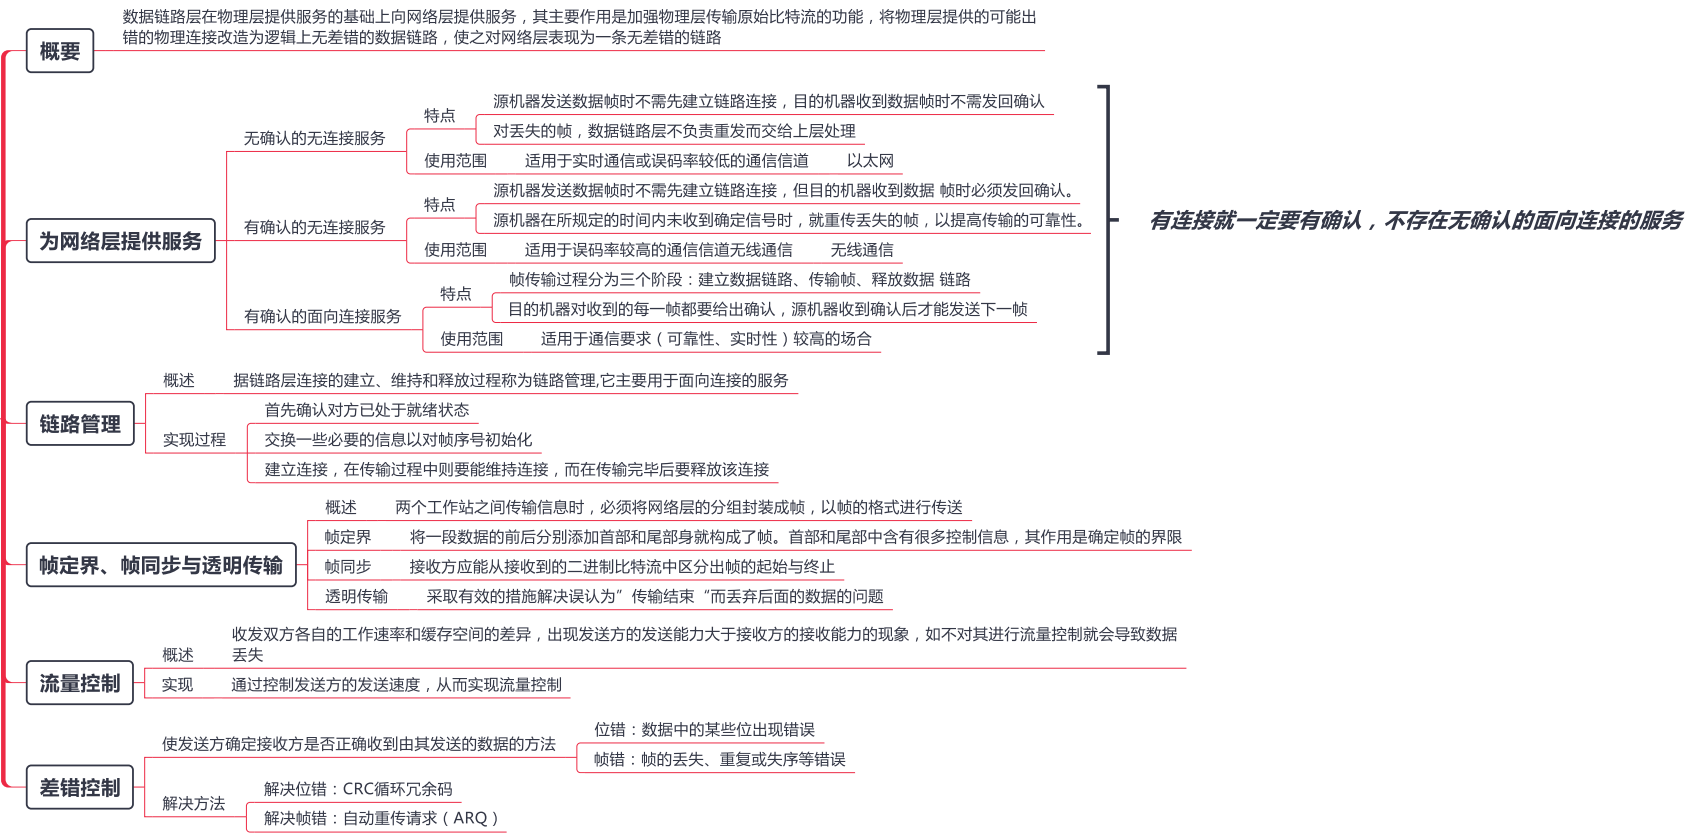 概要
数据链路层在物理层提供服务的基础上向网络层提供服务，其主要作用是加强物理层传输原始比特流的功能，将物理层提供的可能出
错的物理连接改造为逻辑上无差错的数据链路，使之对网络层表现为一条无差错的链路
为网络层提供服务
无确认的无连接服务
特点
源机器发送数据帧时不需先建立链路连接，目的机器收到数据帧时不需发回确认
对丢失的帧，数据链路层不负责重发而交给上层处理
使用范围 适用于实时通信或误码率较低的通信信道 以太网
有确认的无连接服务
特点
源机器发送数据帧时不需先建立链路连接，但目的机器收到数据 帧时必须发回确认。
源机器在所规定的时间内未收到确定信号时，就重传丢失的帧，以提高传输的可靠性。
使用范围 适用于误码率较高的通信信道无线通信 无线通信
有确认的面向连接服务
特点
帧传输过程分为三个阶段：建立数据链路、传输帧、释放数据 链路
目的机器对收到的每一帧都要给出确认，源机器收到确认后才能发送下一帧
使用范围 适用于通信要求（可靠性、实时性）较高的场合
有连接就一定要有确认，不存在无确认的面向连接的服务
链路管理
概述 据链路层连接的建立、维持和释放过程称为链路管理,它主要用于面向连接的服务
实现过程
首先确认对方已处于就绪状态
交换一些必要的信息以对帧序号初始化
建立连接，在传输过程中则要能维持连接，而在传输完毕后要释放该连接
帧定界、帧同步与透明传输
概述 两个工作站之间传输信息时，必须将网络层的分组封装成帧，以帧的格式进行传送
帧定界 将一段数据的前后分别添加首部和尾部身就构成了帧。首部和尾部中含有很多控制信息，其作用是确定帧的界限
帧同步 接收方应能从接收到的二进制比特流中区分出帧的起始与终止
透明传输 采取有效的措施解决误认为”传输结束“而丢弃后面的数据的问题
流量控制
概述
收发双方各自的工作速率和缓存空间的差异，出现发送方的发送能力大于接收方的接收能力的现象，如不对其进行流量控制就会导致数据
丢失
实现 通过控制发送方的发送速度，从而实现流量控制
差错控制
使发送方确定接收方是否正确收到由其发送的数据的方法
位错：数据中的某些位出现错误
帧错：帧的丢失、重复或失序等错误
解决方法
解决位错：CRC循环冗余码
解决帧错：自动重传请求（ARQ）